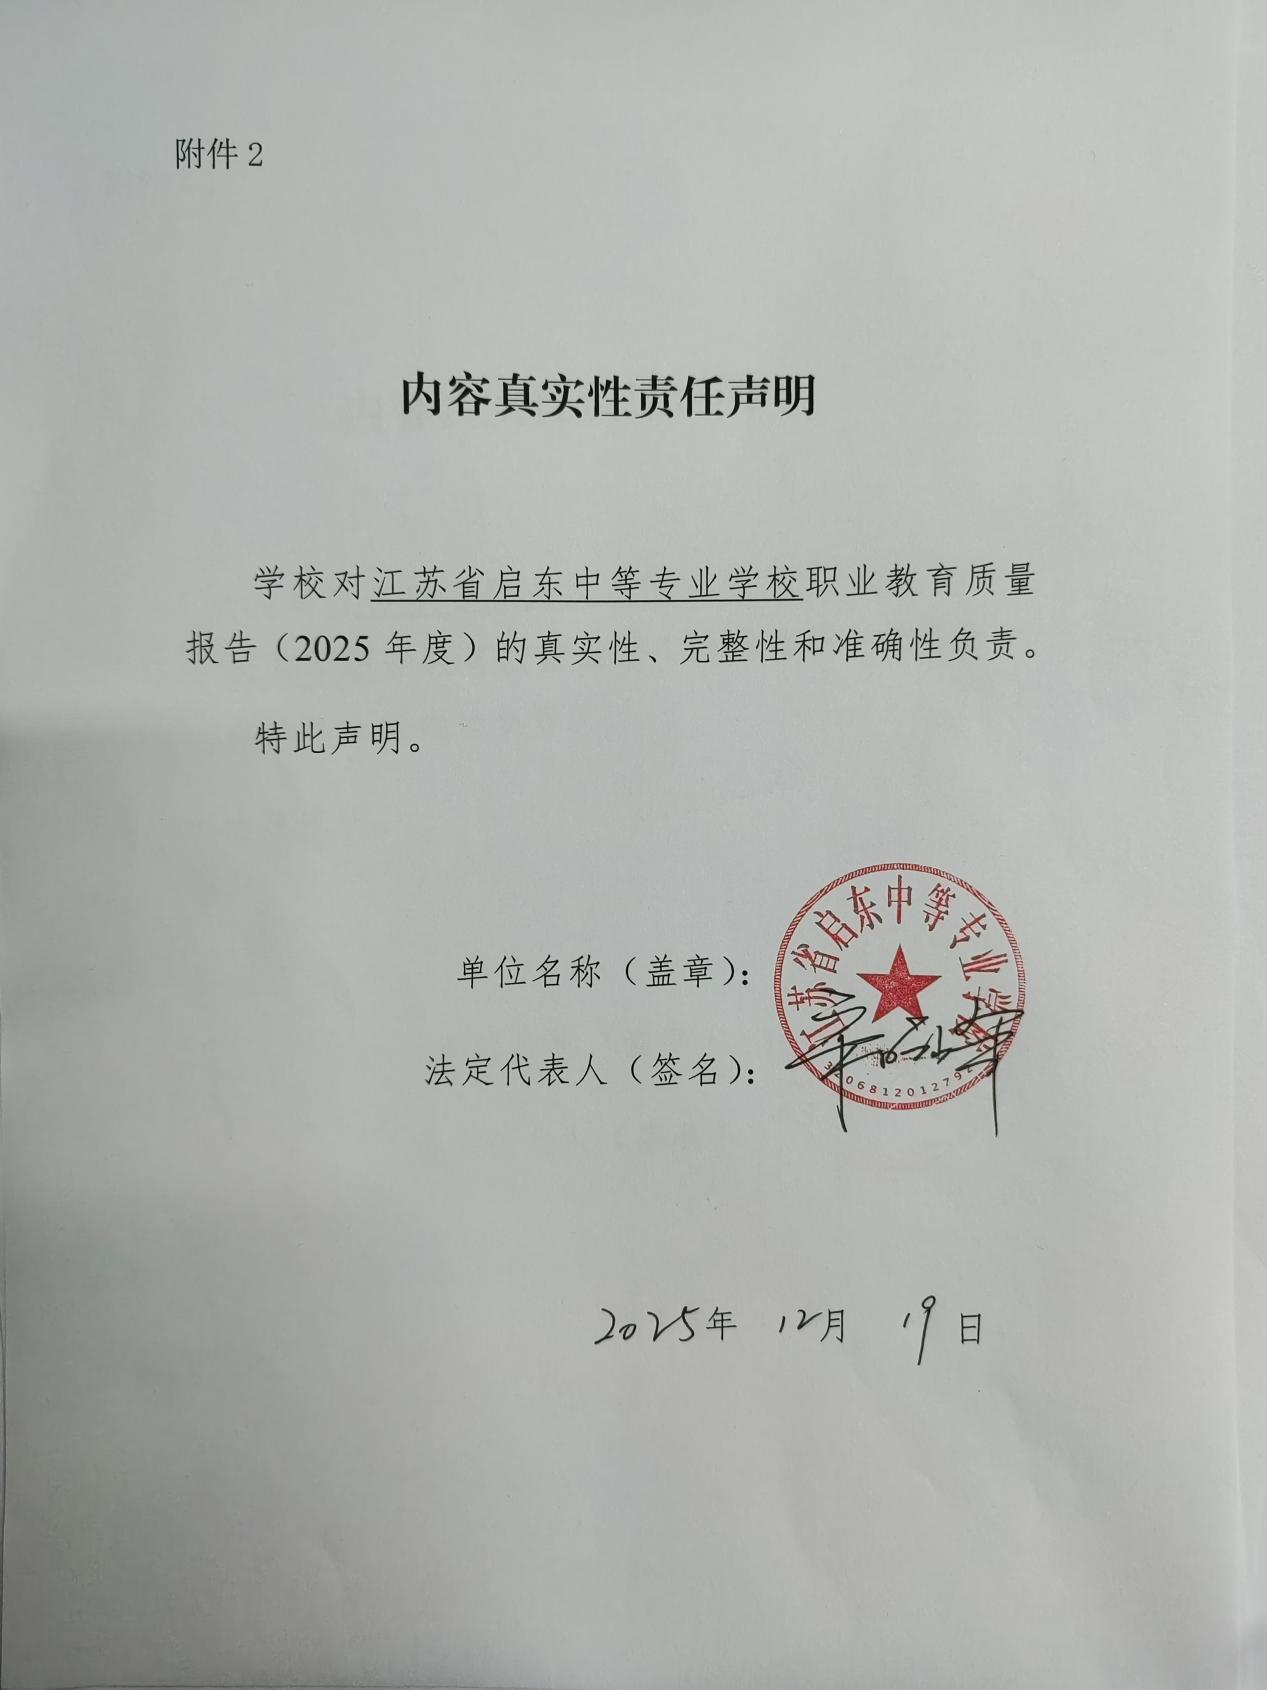 附件2
内容真实性责任声明
学校对江苏省启东中等专业学校职业教育质量
报告（2025 年度）的真实性、完整性和准确性负责。
特此声明。
江苏省启东中等专业学校
单位名称（盖章）：
法定代表人（签名）：
2025年 12月 19日